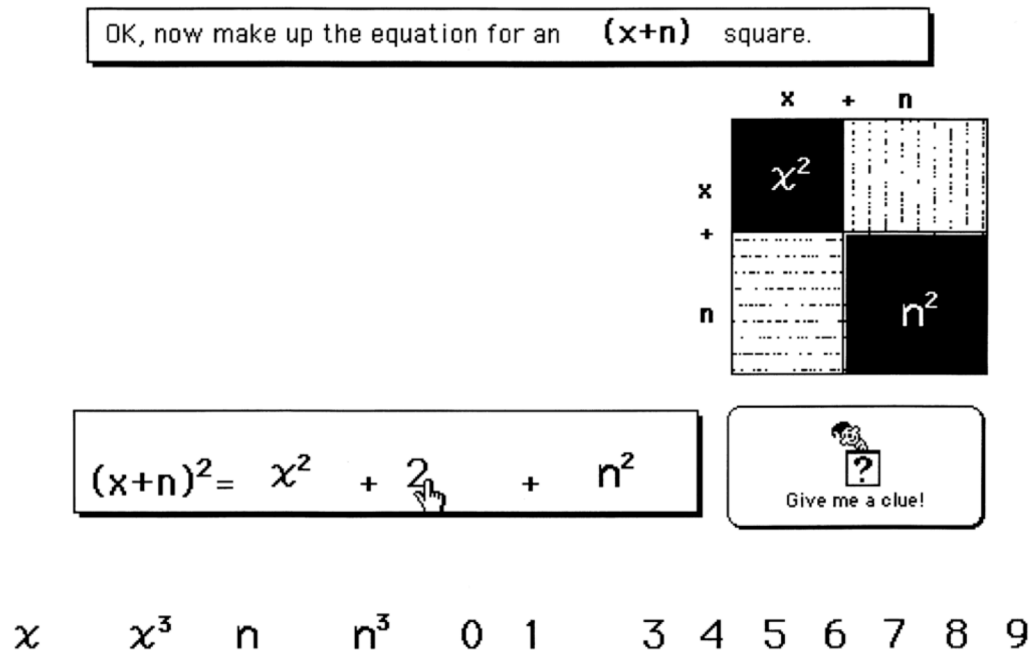 OK, now make up the equation for an (x+n) square.
x + n
x
+
n
x²
n²
(x+n)²= x² + 2 + n²
?
Give me a clue!
x x³ n n³ 0 1 3 4 5 6 7 8 9